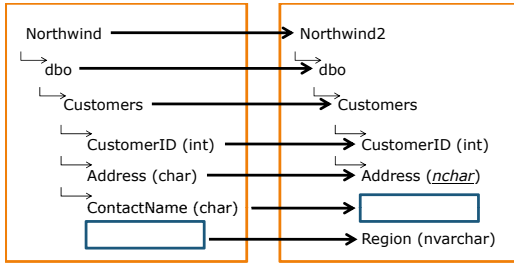 Northwind
Northwind2
dbo
dbo
Customers
Customers
CustomerID (int)
CustomerID (int)
Address (char)
Address (nchar)
ContactName (char)
Region (nvarchar)